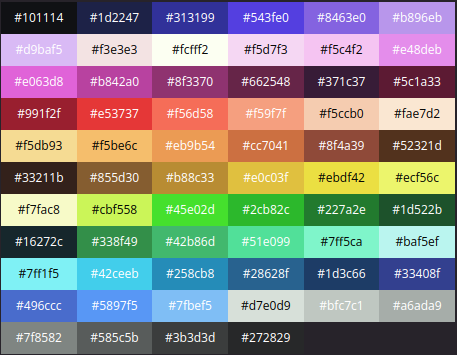 #101114 #1d2247 #313199 #543fe0 #8463e0 #b896eb
#d9baf5 #f3e3e3 #fcfff2 #f5d7f3 #f5c4f2 #e48deb
#e063d8 #b842a0 #8f3370 #662548 #371c37 #5c1a33
#991f2f #e53737 #f56d58 #f59f7f #f5ccb0 #fae7d2
#f5db93 #f5be6c #eb9b54 #cc7041 #8f4a39 #52321d
#33211b #855d30 #b88c33 #e0c03f #ebdf42 #ecf56c
#f7fac8 #cbf558 #45e02d #2cb82c #227a2e #1d522b
#16272c #338f49 #42b86d #51e099 #7ff5ca #baf5ef
#7ff1f5 #42ceeb #258cb8 #28628f #1d3c66 #33408f
#496ccc #5897f5 #7fbef5 #d7e0d9 #bfc7c1 #a6ada9
#7f8582 #585c5b #3b3d3d #272829